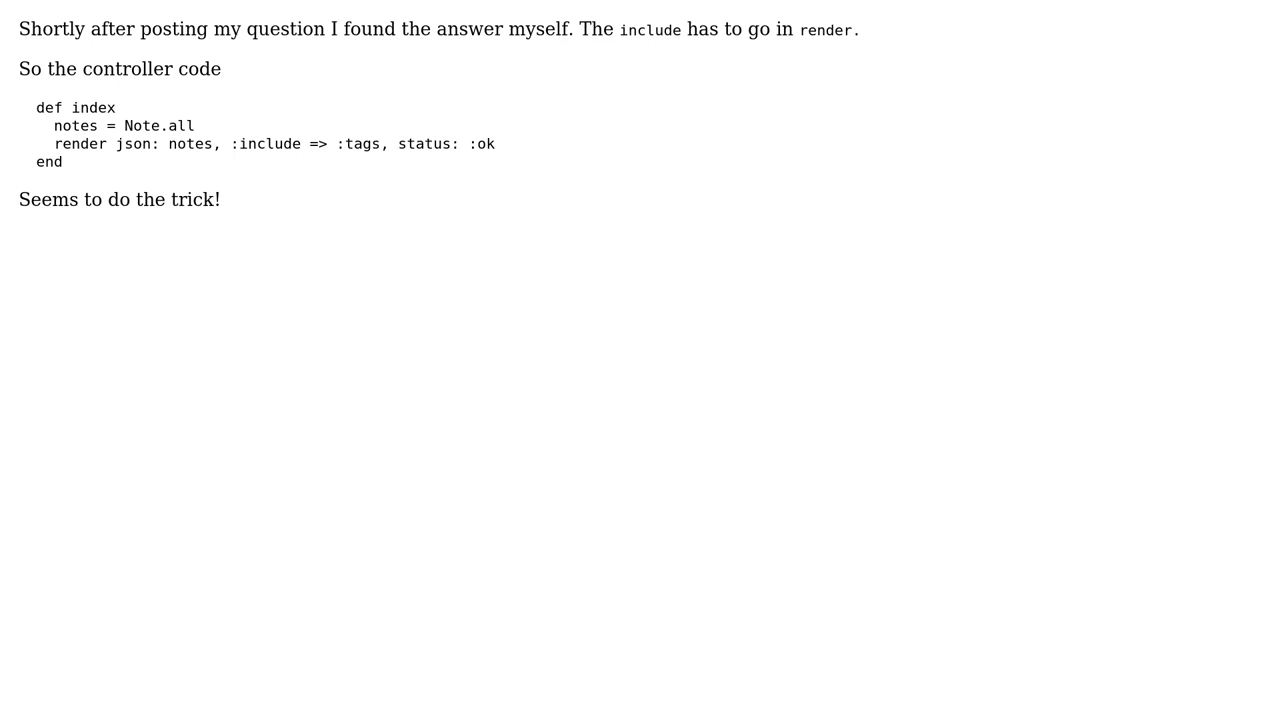 Shortly after posting my question I found the answer myself. The include has to go in render.
So the controller code
def index
  notes = Note.all
  render json: notes, :include => :tags, status: :ok
end
Seems to do the trick!